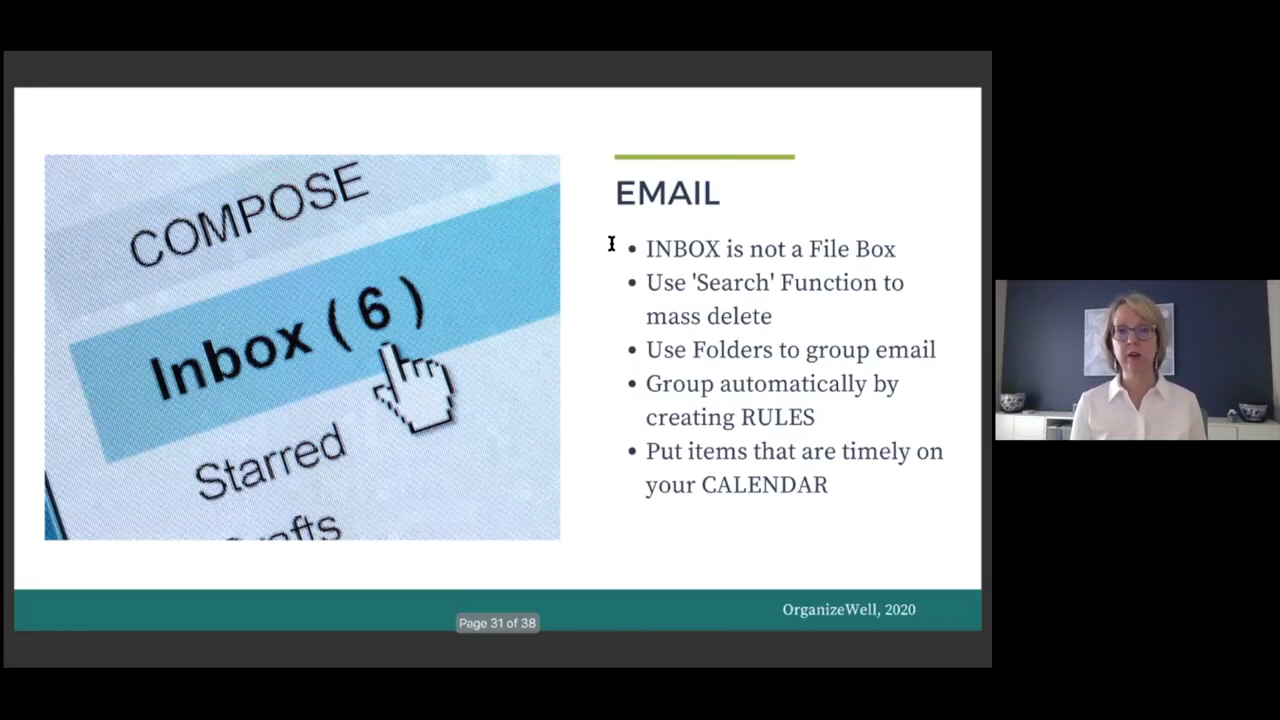 COMPOSE
Inbox ( 6 )
Starred
Drafts
EMAIL
• INBOX is not a File Box
• Use 'Search' Function to
mass delete
• Use Folders to group email
• Group automatically by
creating RULES
• Put items that are timely on
your CALENDAR
OrganizeWell, 2020
Page 31 of 38